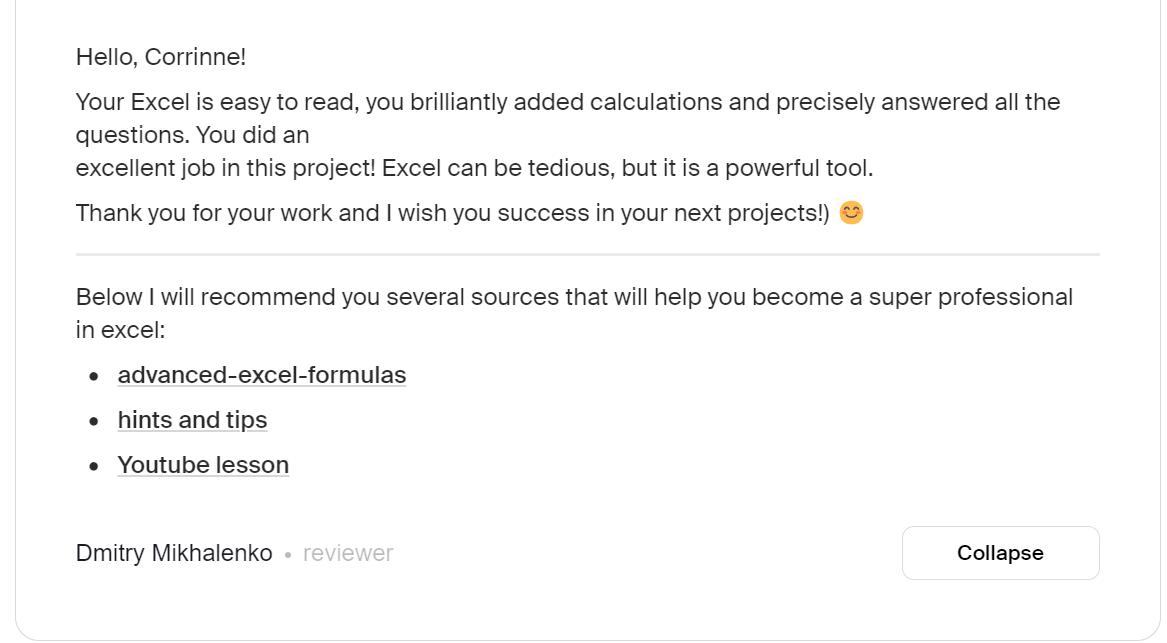 Hello, Corrinne!
Your Excel is easy to read, you brilliantly added calculations and precisely answered all the
questions. You did an
excellent job in this project! Excel can be tedious, but it is a powerful tool.
Thank you for your work and I wish you success in your next projects!) 😊
Below I will recommend you several sources that will help you become a super professional
in excel:
• advanced-excel-formulas
• hints and tips
• Youtube lesson
Dmitry Mikhalenko • reviewer
Collapse